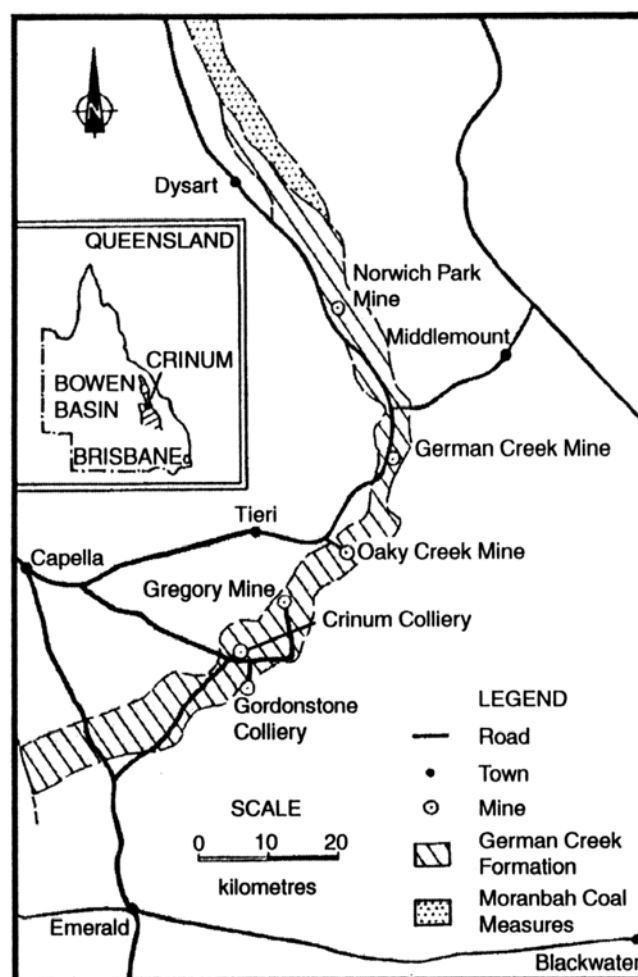 N
Dysart
QUEENSLAND
CRINUM
BOWEN
BASIN
BRISBANE
Norwich Park
Mine
Middlemount
German Creek Mine
Tieri
Oaky Creek Mine
Capella
Gregory Mine
Crinum Colliery
Gordonstone
Colliery
LEGEND
Road
Town
Mine
German Creek
Formation
Moranbah Coal
Measures
SCALE
0 10 20
kilometres
Emerald
Blackwater